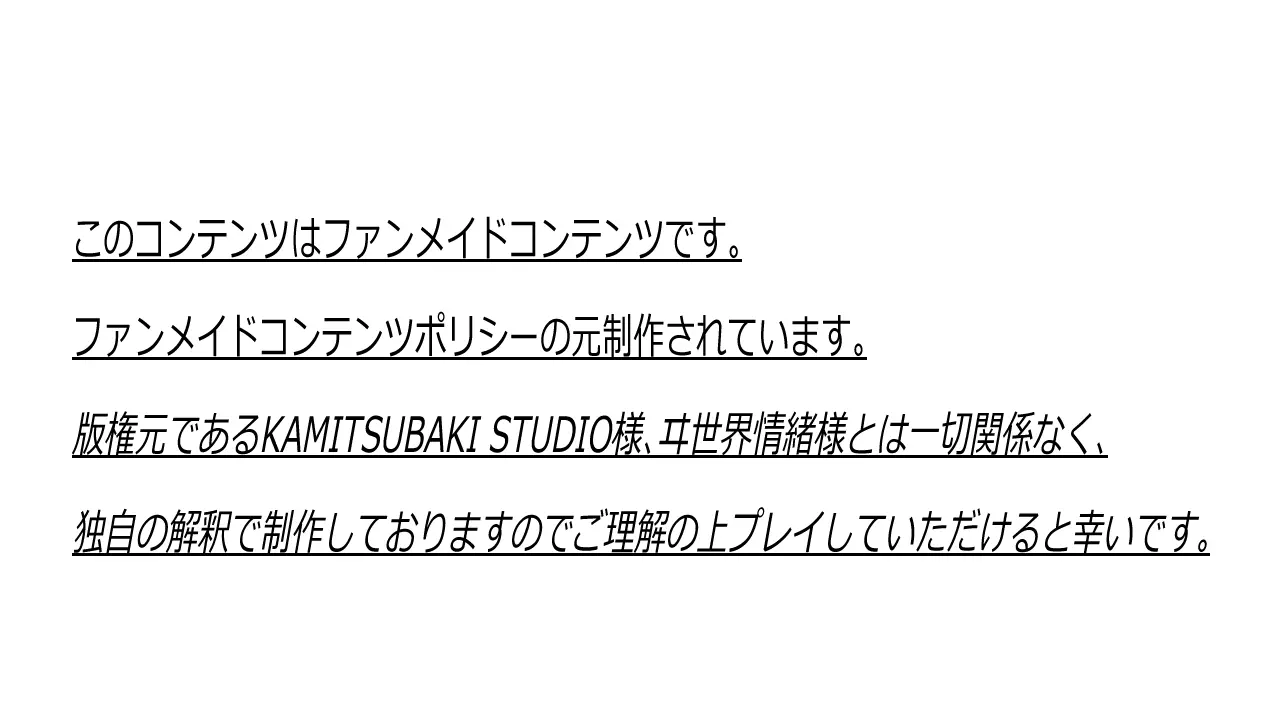 このコンテンツはファンメイドコンテンツです。
ファンメイドコンテンツポリシーの元制作されています。
版権元であるKAMITSUBAKI STUDIO様、ヰ世界情緒様とは一切関係なく、
独自の解釈で制作しておりますのでご理解の上プレイしていただけると幸いです。